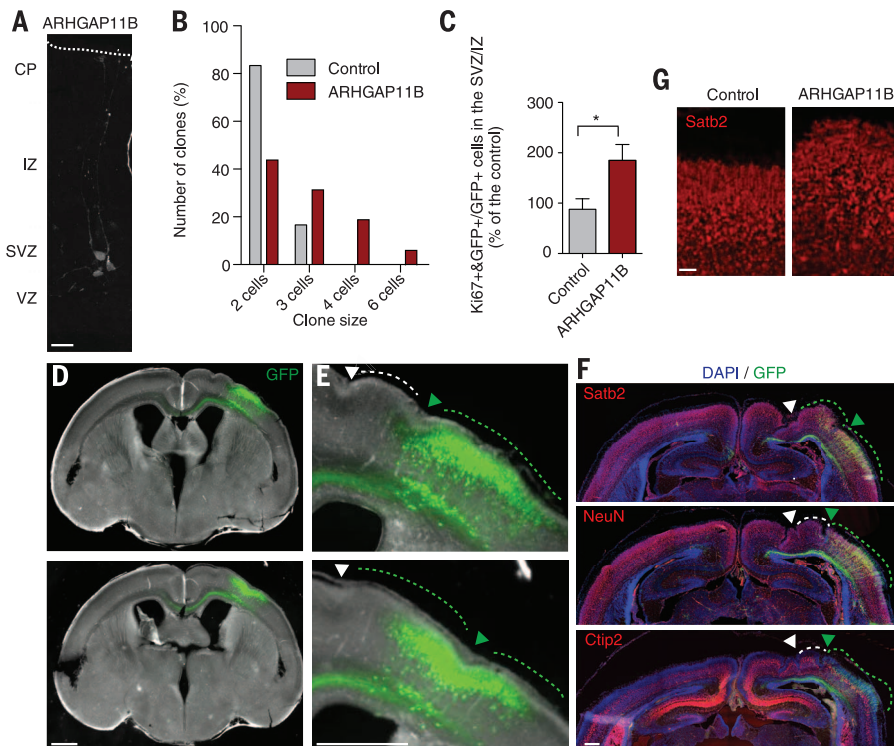 A
ARHGAP11B
CP
IZ
SVZ
VZ
B
Number of clones (%)
100
80
60
40
20
0
Control
ARHGAP11B
2 cells
3 cells
4 cells
6 cells
Clone size
C
Ki67+&GFP+/GFP+ cells in the SVZ/IZ
(% of the control)
300
200
100
0
*
Control
ARHGAP11B
G
Control
ARHGAP11B
Satb2
D
GFP
E
F
DAPI / GFP
Satb2
NeuN
Ctip2